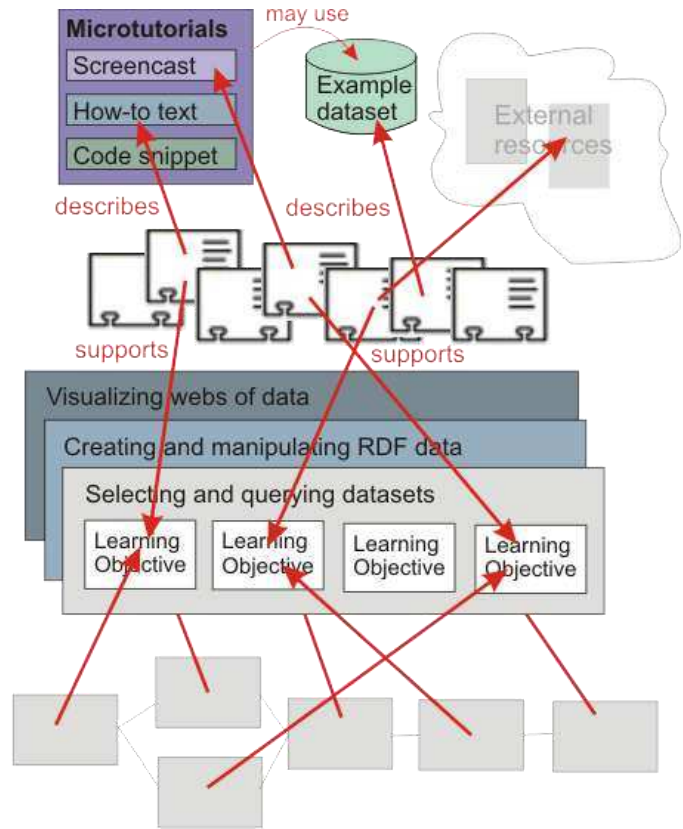 may use
Microtutorials
Screencast
How-to text
Code snippet
Example
dataset
External
resources
describes
describes
supports
supports
Visualizing webs of data
Creating and manipulating RDF data
Selecting and querying datasets
Learning
Objective
Learning
Objective
Learning
Objective
Learning
Objective